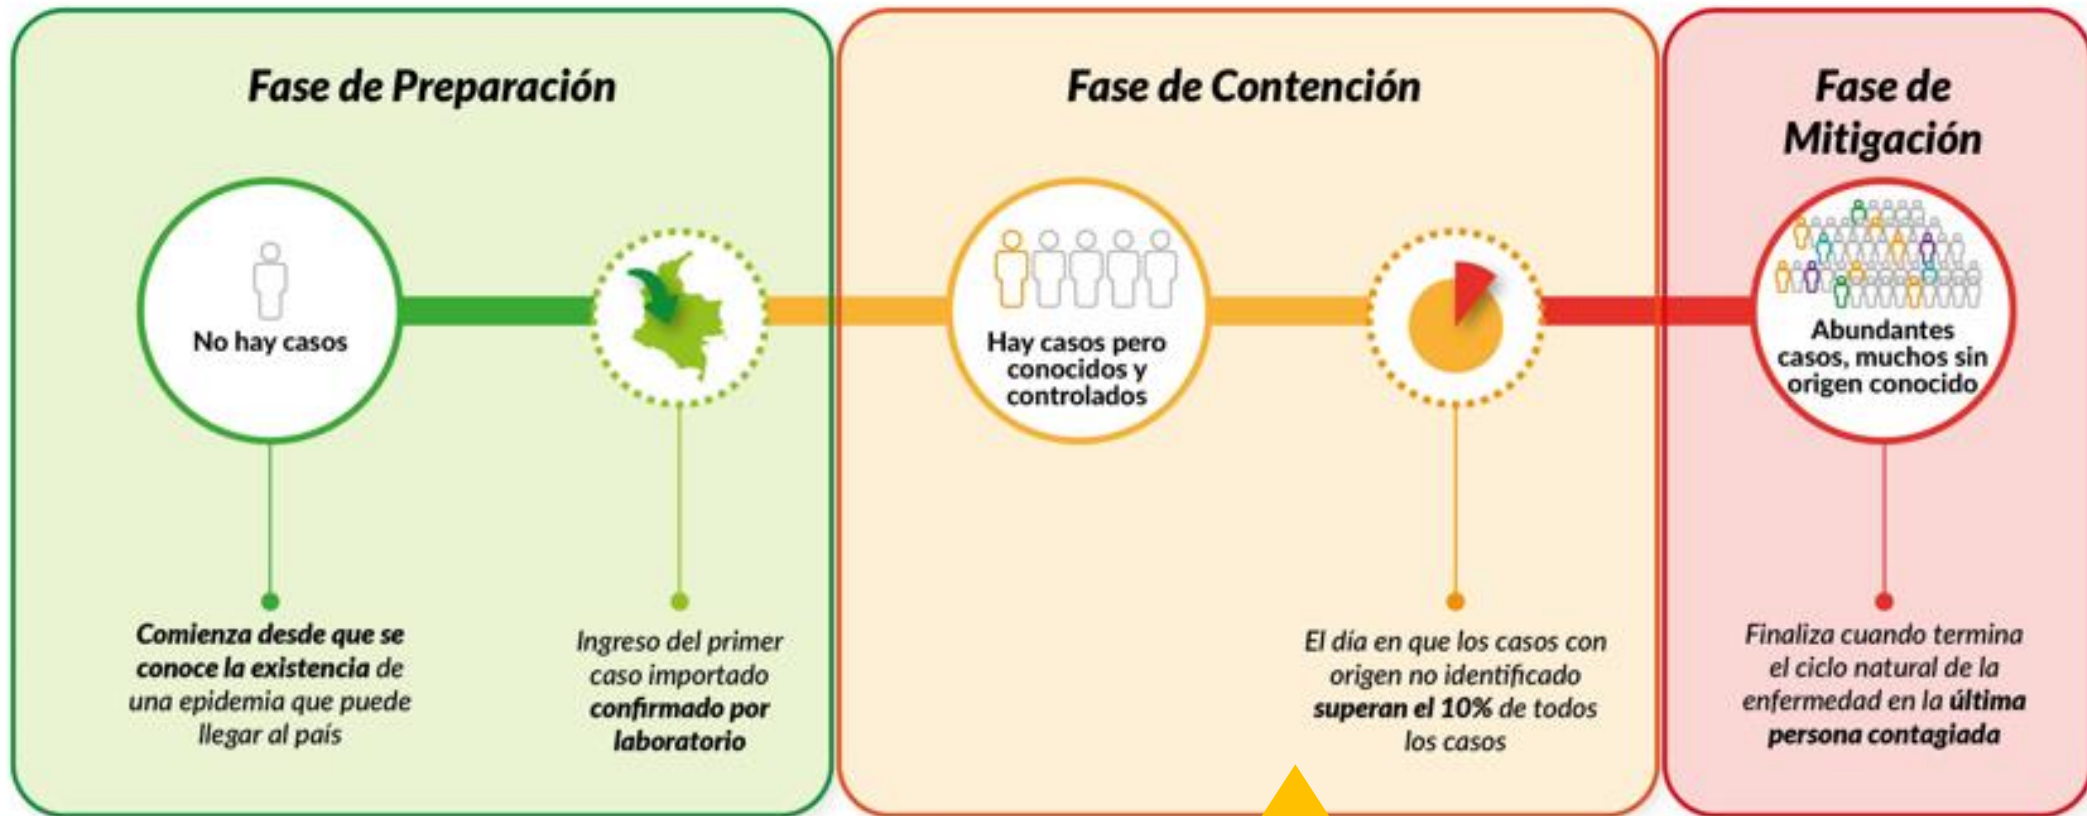 Fase de Preparación
No hay casos
Comienza desde que se
conoce la existencia de
una epidemia que puede
llegar al país
Ingreso del primer
caso importado
confirmado por
laboratorio
Fase de Contención
Hay casos pero
conocidos y
controlados
El día en que los casos con
origen no identificado
superan el 10% de todos
los casos
Fase de
Mitigación
Abundantes
casos, muchos sin
origen conocido
Finaliza cuando termina
el ciclo natural de la
enfermedad en la última
persona contagiada